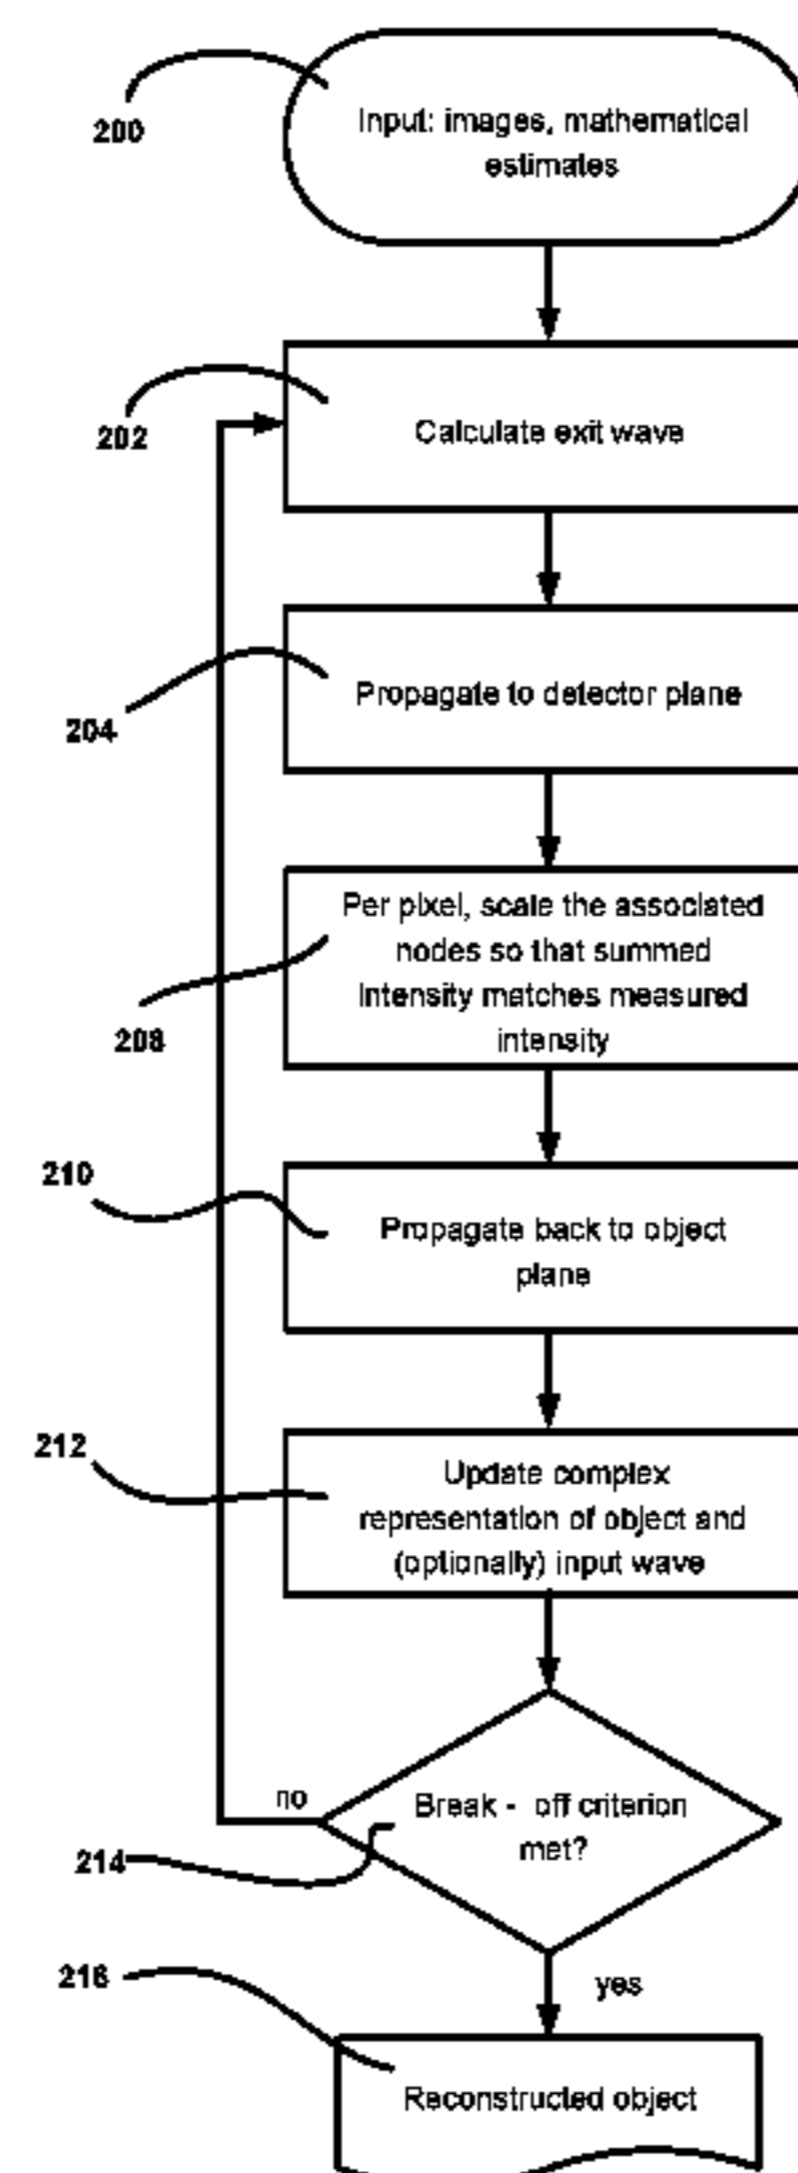 200
Input: images, mathematical
estimates
202
Calculate exit wave
204
Propagate to detector plane
208
Per pixel, scale the associated
nodes so that summed
Intensity matches measured
intensity
210
Propagate back to object
plane
212
Update complex
representation of object and
(optionally) input wave
no
Break - off criterion
met?
214
yes
216
Reconstructed object